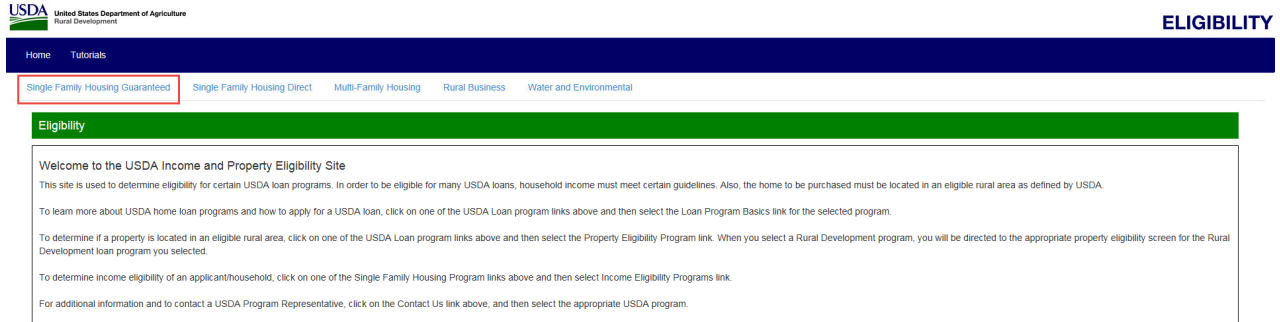 USDA United States Department of Agriculture
Rural Development
ELIGIBILITY
Home Tutorials
Single Family Housing Guaranteed Single Family Housing Direct Multi-Family Housing Rural Business Water and Environmental
Eligibility
Welcome to the USDA Income and Property Eligibility Site
This site is used to determine eligibility for certain USDA loan programs. In order to be eligible for many USDA loans, household income must meet certain guidelines. Also, the home to be purchased must be located in an eligible rural area as defined by USDA.
To learn more about USDA home loan programs and how to apply for a USDA loan, click on one of the USDA Loan program links above and then select the Loan Program Basics link for the selected program.
To determine if a property is located in an eligible rural area, click on one of the USDA Loan program links above and then select the Property Eligibility Program link. When you select a Rural Development program, you will be directed to the appropriate property eligibility screen for the Rural
Development loan program you selected.
To determine income eligibility of an applicant/household, click on one of the Single Family Housing Program links above and then select Income Eligibility Programs link.
For additional information and to contact a USDA Program Representative, click on the Contact Us link above, and then select the appropriate USDA program.